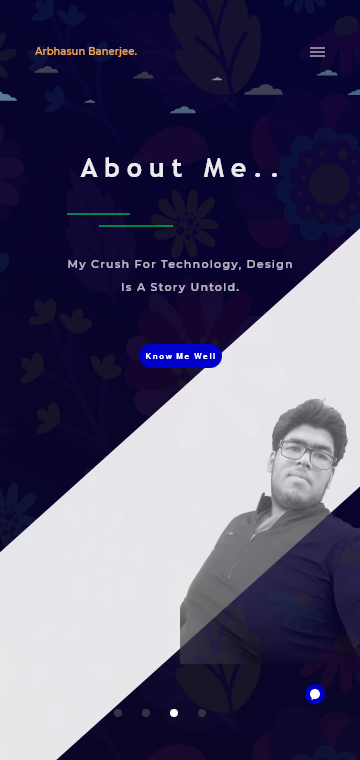 Arbhasun Banerjee.
About Me..
My Crush For Technology, Design
Is A Story Untold.
Know Me Well